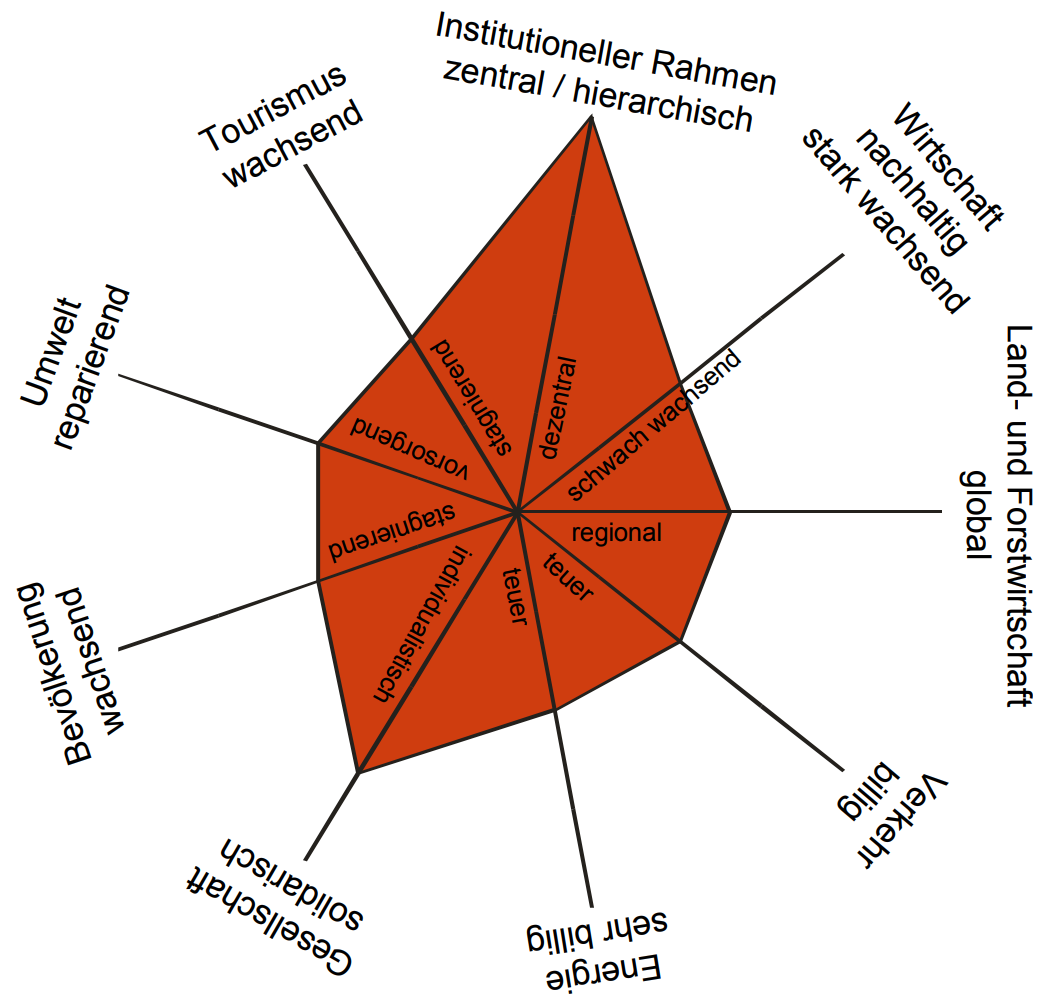 Institutioneller Rahmen
zentral / hierarchisch
dezentral
Wirtschaft
nachhaltig
stark wachsend
schwach wachsend
Land- und Forstwirtschaft
global
regional
Verkehr
billig
teuer
Energie
sehr billig
teuer
Gesellschaft
solidarisch
individualistisch
Bevölkerung
wachsend
stagnierend
Umwelt
reparierend
vorsorgend
Tourismus
wachsend
stagnierend